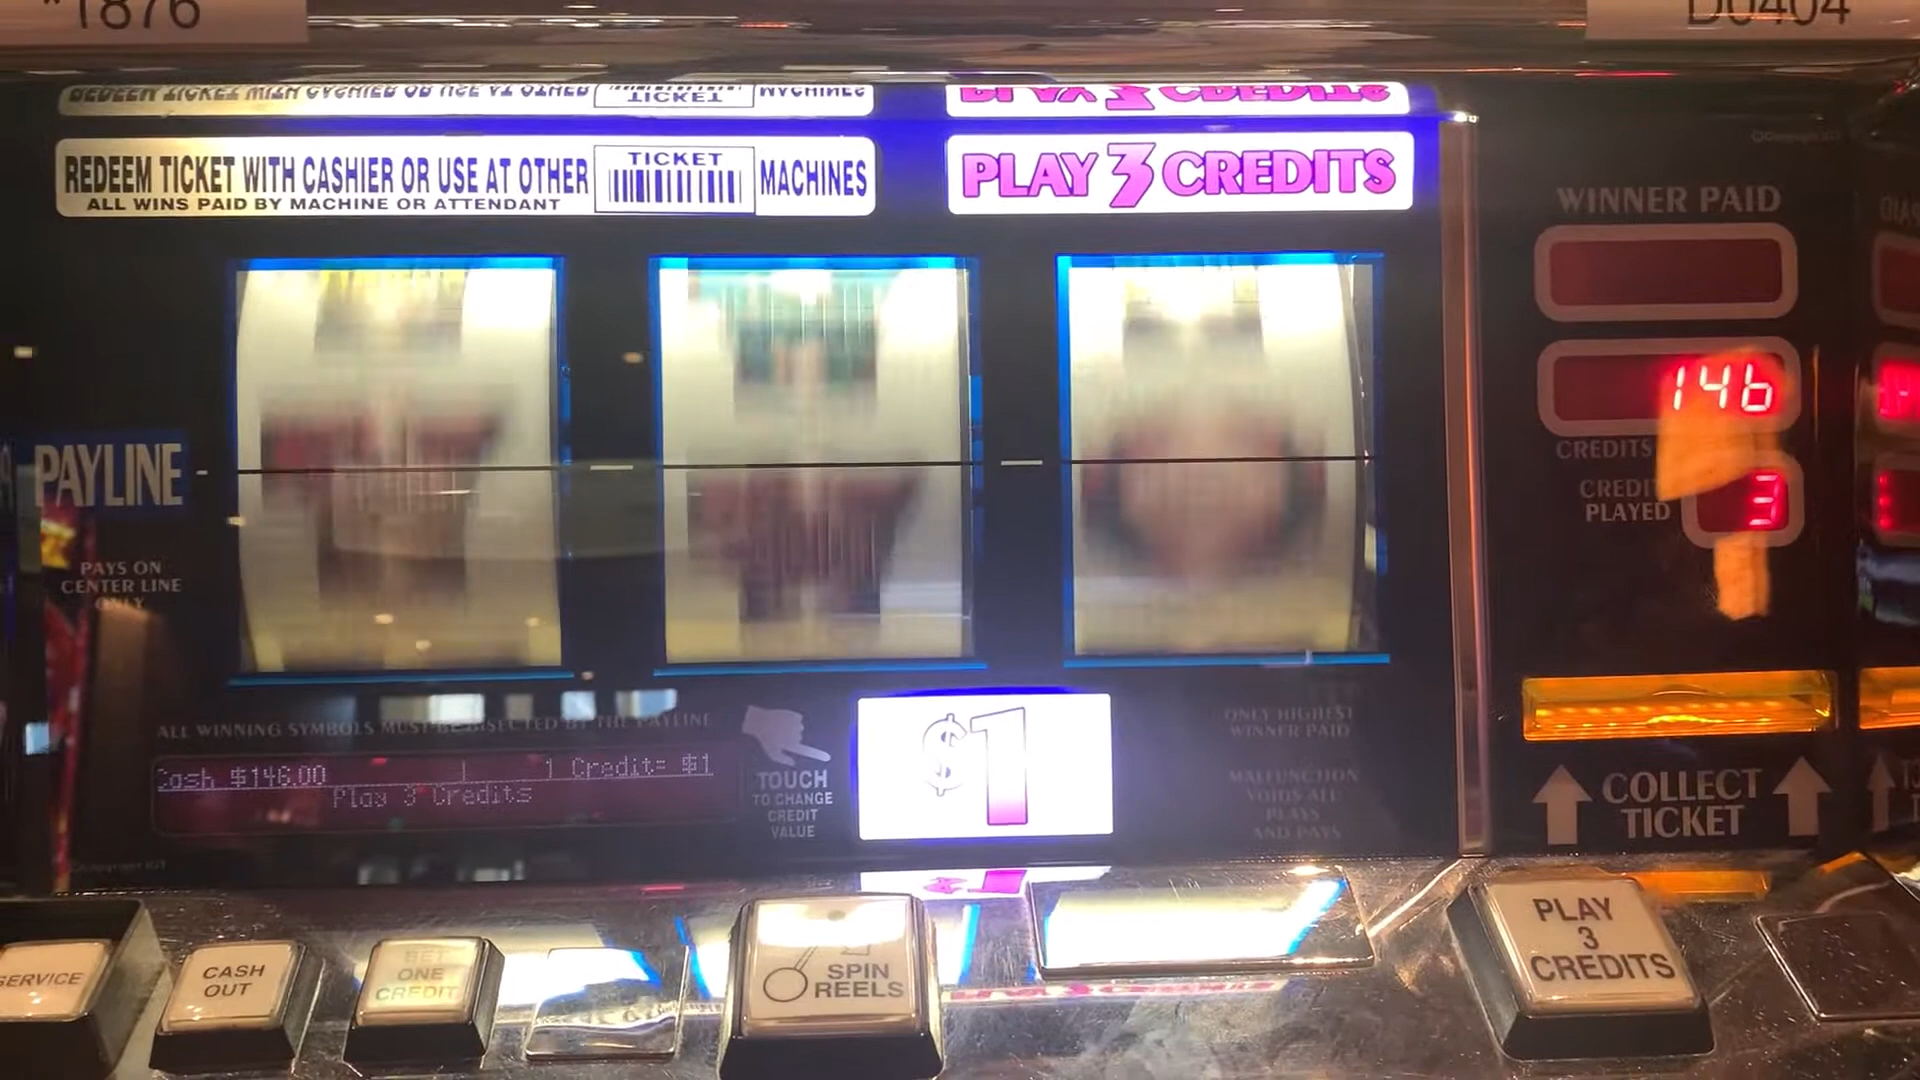 1876
D0404
REDEEM TICKET WITH CASHIER OR USE AT OTHER
TICKET
MACHINES
ALL WINS PAID BY MACHINE OR ATTENDANT
PLAY 3 CREDITS
WINNER PAID
146
CREDITS
3
CREDIT
PLAYED
PAYLINE
PAYS ON
CENTER LINE
ONLY
ALL WINNING SYMBOLS MUST BE BISECTED BY THE PAYLINE
Cash $146.00 | 1 Credit= $1
Play 3 Credits
TOUCH
TO CHANGE
CREDIT
VALUE
$1
ONLY HIGHEST
WINNER PAID
MALFUNCTION
VOIDS ALL
PLAYS
AND PAYS
COLLECT
TICKET
SERVICE
CASH
OUT
BET
ONE
CREDIT
SPIN
REELS
PLAY
3
CREDITS